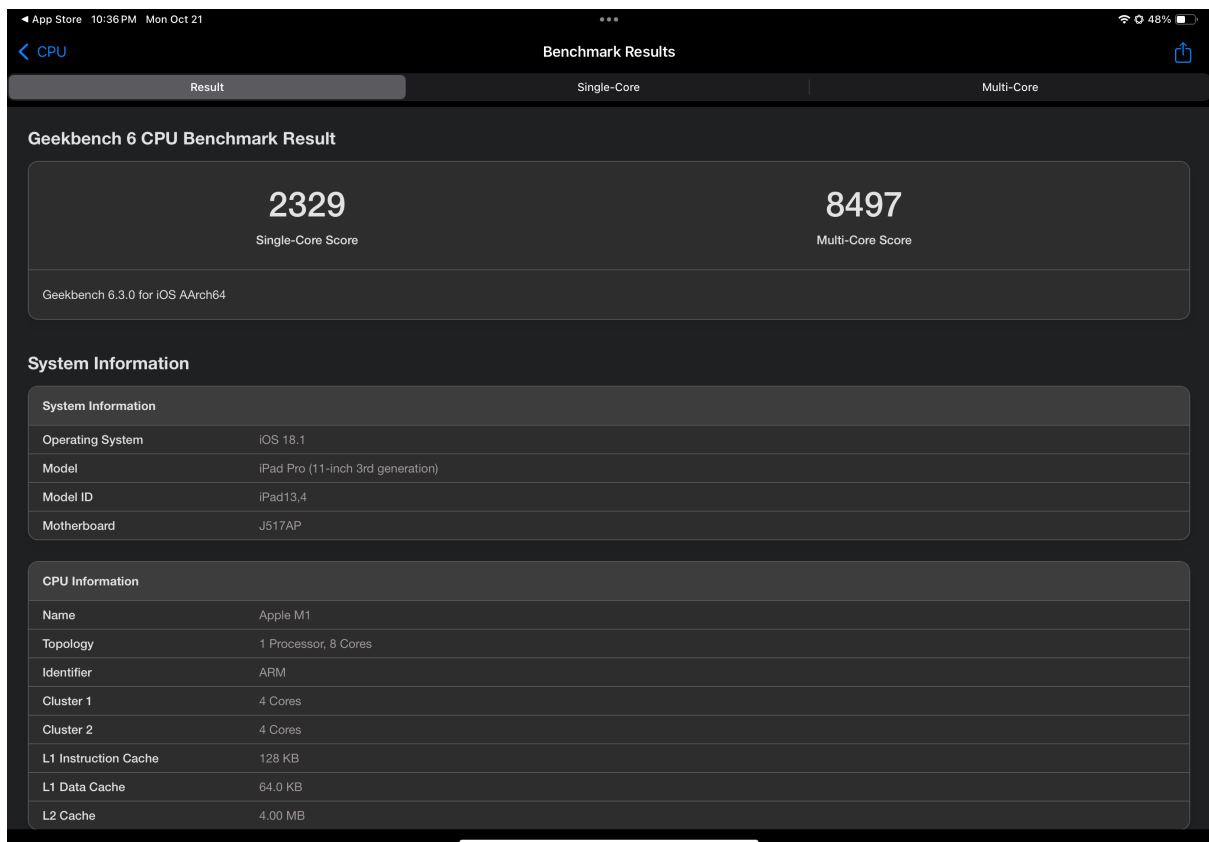 App Store 10:36 PM Mon Oct 21 48%
CPU Benchmark Results
Result Single-Core Multi-Core
Geekbench 6 CPU Benchmark Result
2329 8497
Single-Core Score Multi-Core Score
Geekbench 6.3.0 for iOS AArch64
System Information
System Information
Operating System iOS 18.1
Model iPad Pro (11-inch 3rd generation)
Model ID iPad13,4
Motherboard J517AP
CPU Information
Name Apple M1
Topology 1 Processor, 8 Cores
Identifier ARM
Cluster 1 4 Cores
Cluster 2 4 Cores
L1 Instruction Cache 128 KB
L1 Data Cache 64.0 KB
L2 Cache 4.00 MB